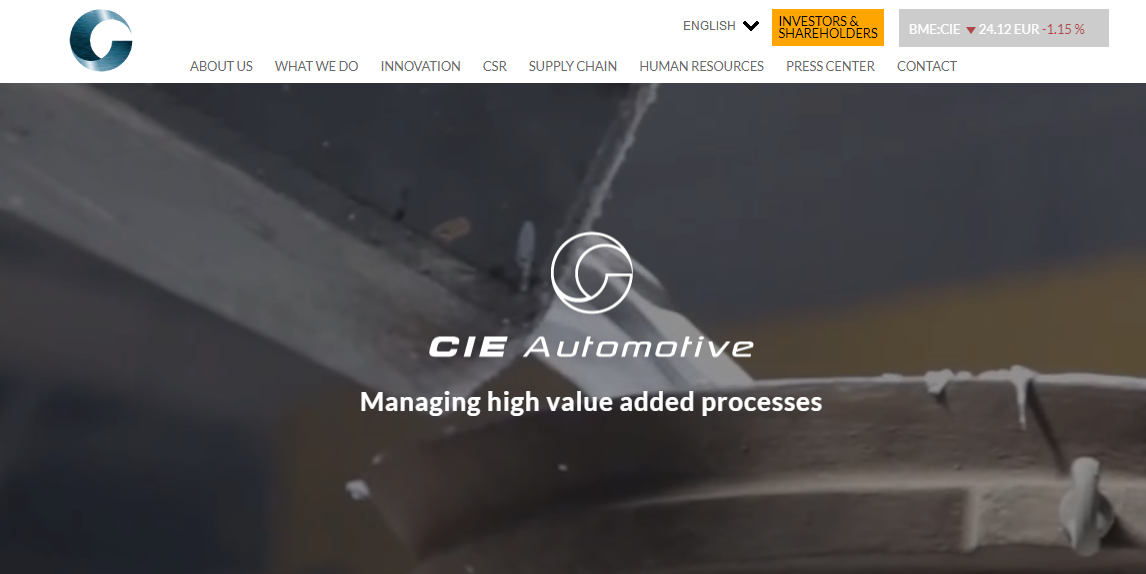 ENGLISH
INVESTORS &
SHAREHOLDERS
BME:CIE ▼ 24.12 EUR -1.15 %
ABOUT US WHAT WE DO INNOVATION CSR SUPPLY CHAIN HUMAN RESOURCES PRESS CENTER CONTACT
CIE Automotive
Managing high value added processes